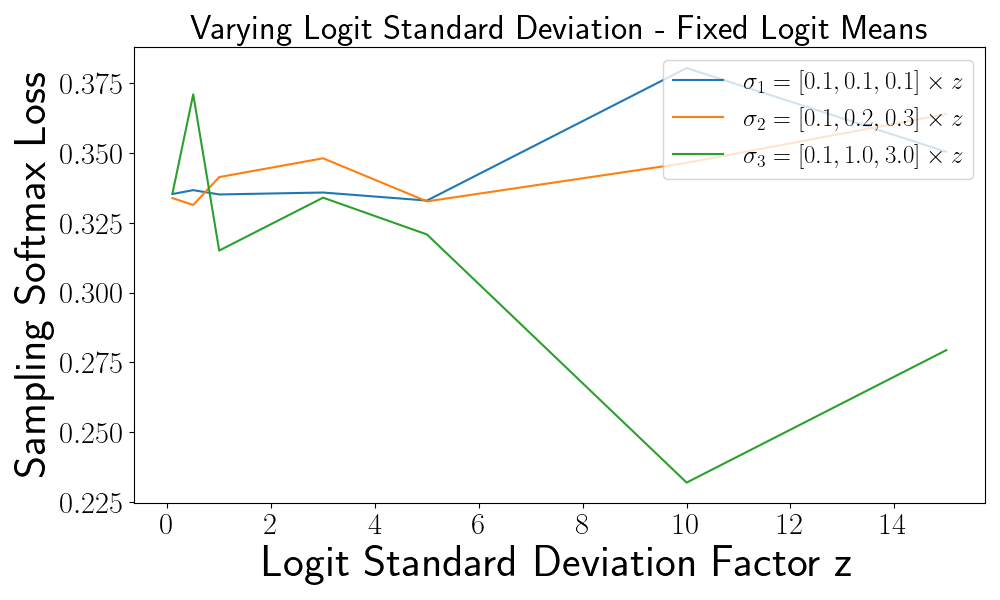 Varying Logit Standard Deviation - Fixed Logit Means
Sampling Softmax Loss
0.375
0.350
0.325
0.300
0.275
0.250
0.225
σ₁ = [0.1, 0.1, 0.1] × z
σ₂ = [0.1, 0.2, 0.3] × z
σ₃ = [0.1, 1.0, 3.0] × z
0 2 4 6 8 10 12 14
Logit Standard Deviation Factor z